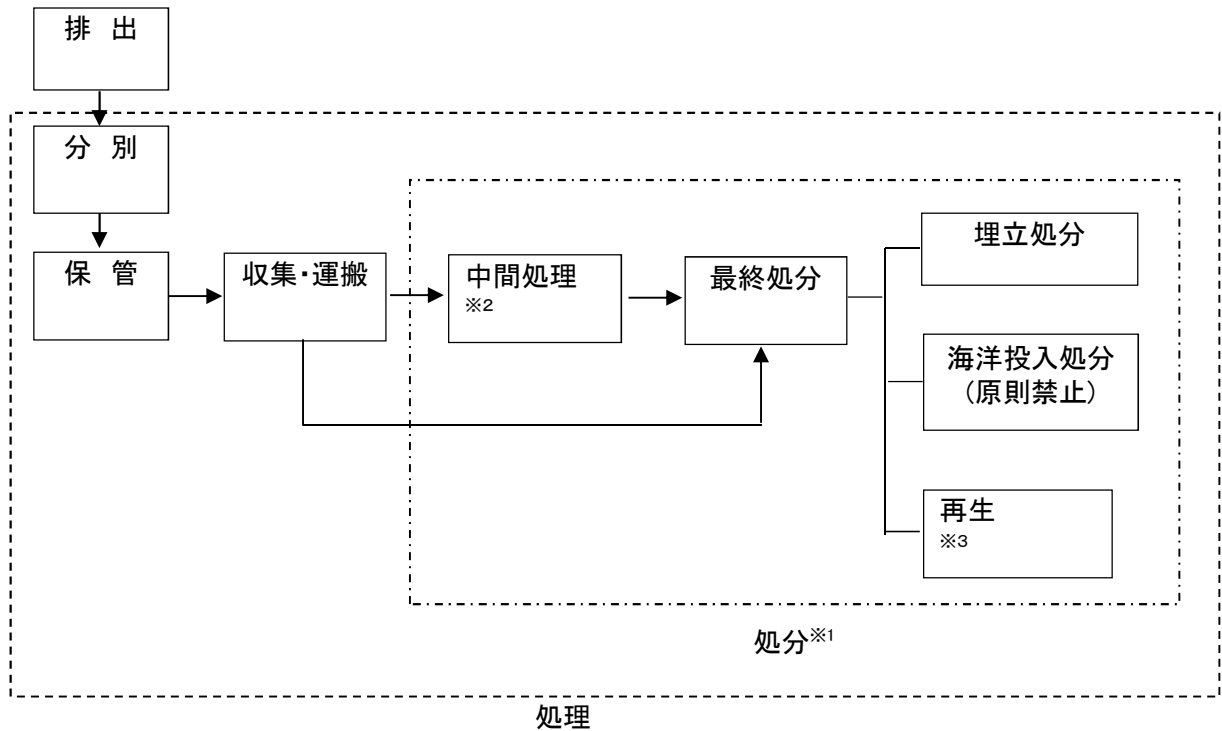 排 出
分 別
保 管
収集・運搬
中間処理
※2
最終処分
埋立処分
海洋投入処分
（原則禁止）
再生
※3
処分※1
処理